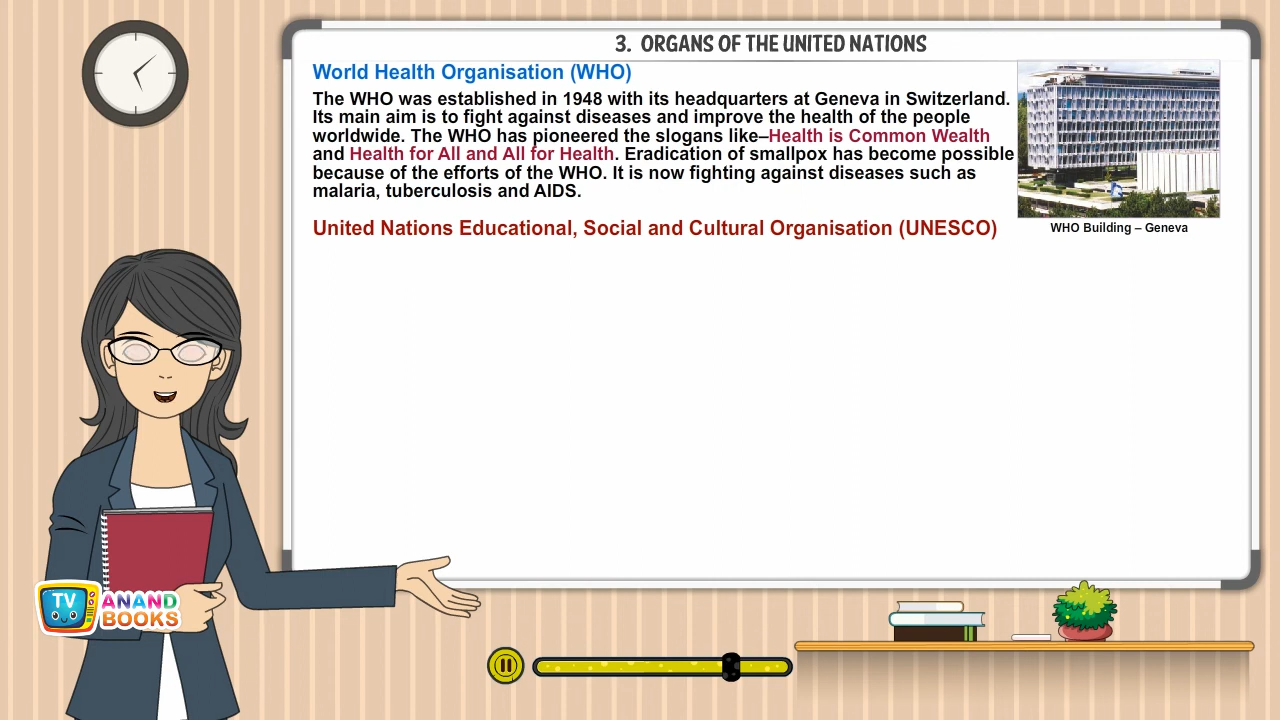 3. ORGANS OF THE UNITED NATIONS
World Health Organisation (WHO)
The WHO was established in 1948 with its headquarters at Geneva in Switzerland.
Its main aim is to fight against diseases and improve the health of the people
worldwide. The WHO has pioneered the slogans like–Health is Common Wealth
and Health for All and All for Health. Eradication of smallpox has become possible
because of the efforts of the WHO. It is now fighting against diseases such as
malaria, tuberculosis and AIDS.
WHO Building – Geneva
United Nations Educational, Social and Cultural Organisation (UNESCO)
TV
ANAND
BOOKS